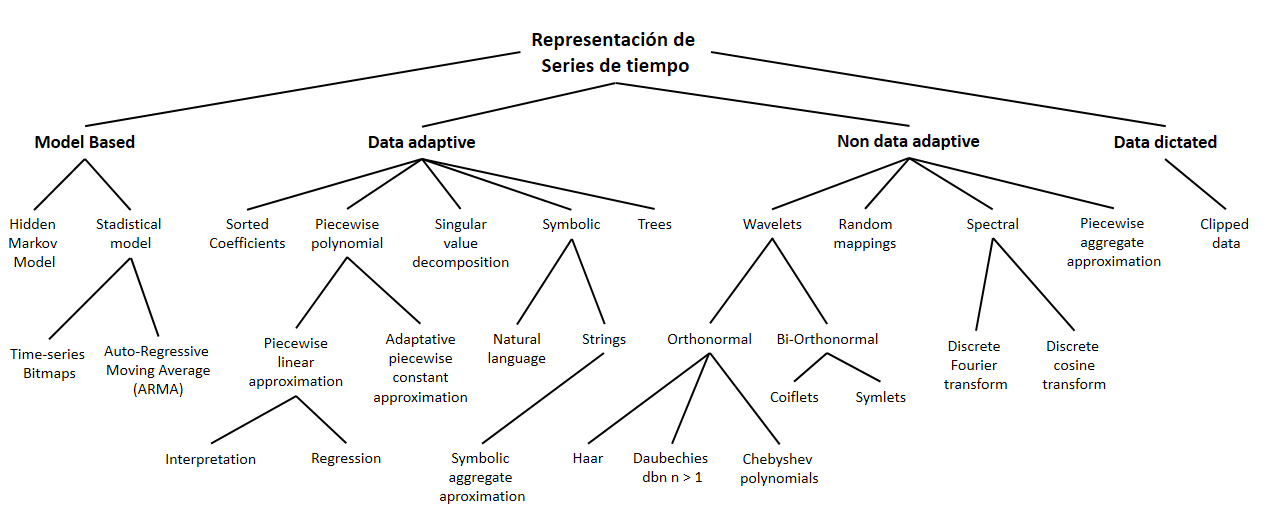 Representación de
Series de tiempo
Model Based
Data adaptive
Non data adaptive
Data dictated
Hidden
Markov
Model
Stadistical
model
Sorted
Coefficients
Piecewise
polynomial
Singular
value
decomposition
Symbolic
Trees
Wavelets
Random
mappings
Spectral
Piecewise
aggregate
approximation
Clipped
data
Time-series
Bitmaps
Auto-Regressive
Moving Average
(ARMA)
Piecewise
linear
approximation
Adaptative
piecewise
constant
approximation
Natural
language
Strings
Orthonormal
Bi-Orthonormal
Discrete
Fourier
transform
Discrete
cosine
transform
Coiflets
Symlets
Interpretation
Regression
Symbolic
aggregate
aproximation
Haar
Daubechies
dbn n > 1
Chebyshev
polynomials